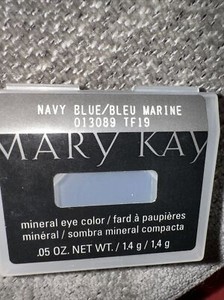 NAVY BLUE/BLEU MARINE
013089 TF19
MARY KAY
mineral eye color / fard à paupières
minéral / sombra mineral compacta
.05 OZ. NET WT. / 1,4 g / 1,4 g